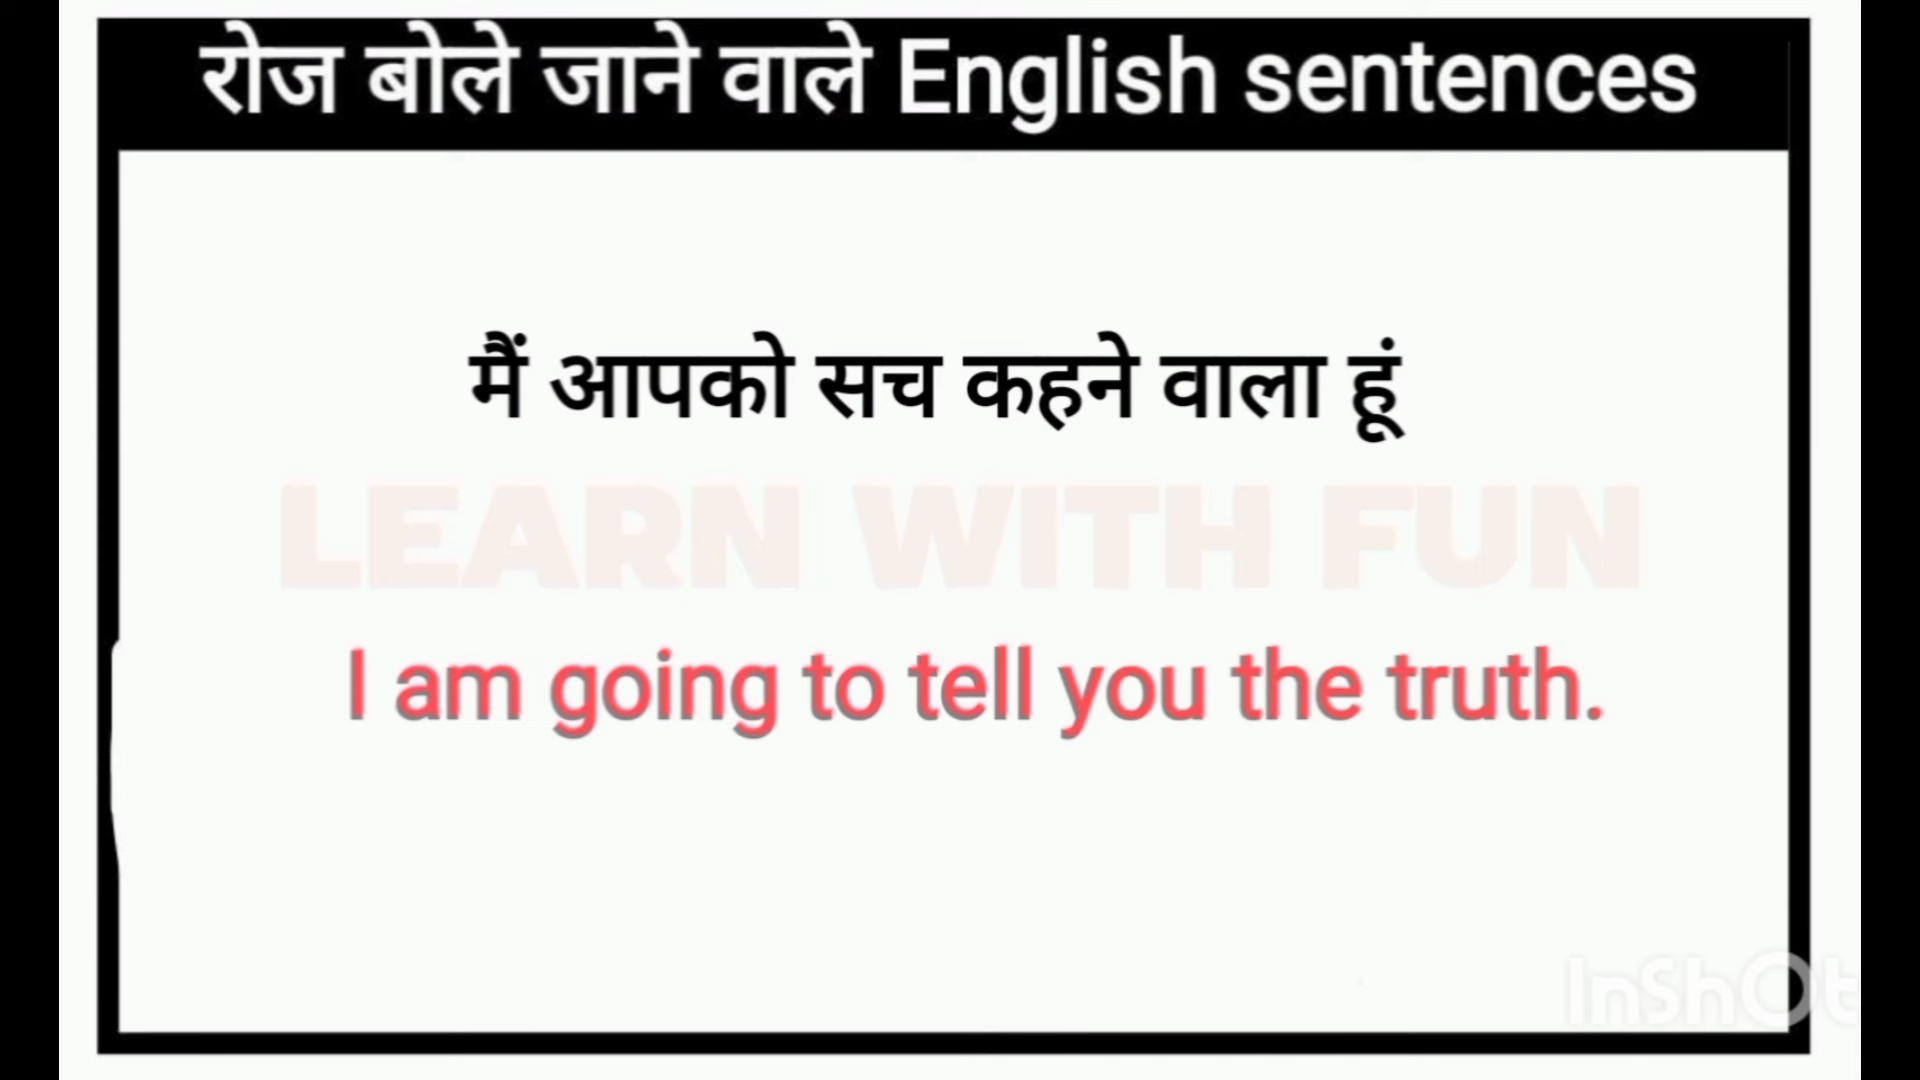 रोज बोले जाने वाले English sentences
मैं आपको सच कहने वाला हूं
LEARN WITH FUN
I am going to tell you the truth.
InShOt